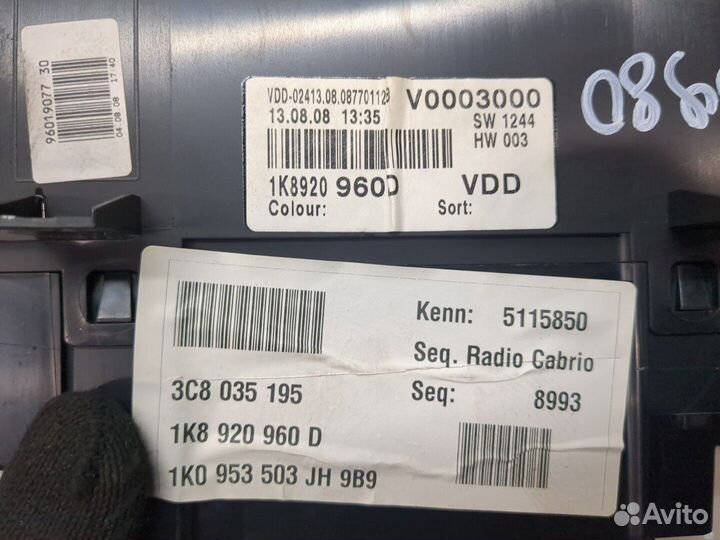 96019077 30
04.08.08 17:40
VDD-02413.08.087701128 V0003000
13.08.08 13:35 SW 1244
HW 003
1K8920 960D VDD
Colour: Sort:
086
Kenn: 5115850
Seq. Radio Cabrio
3C8 035 195 Seq: 8993
1K8 920 960 D
1K0 953 503 JH 9B9
Avito